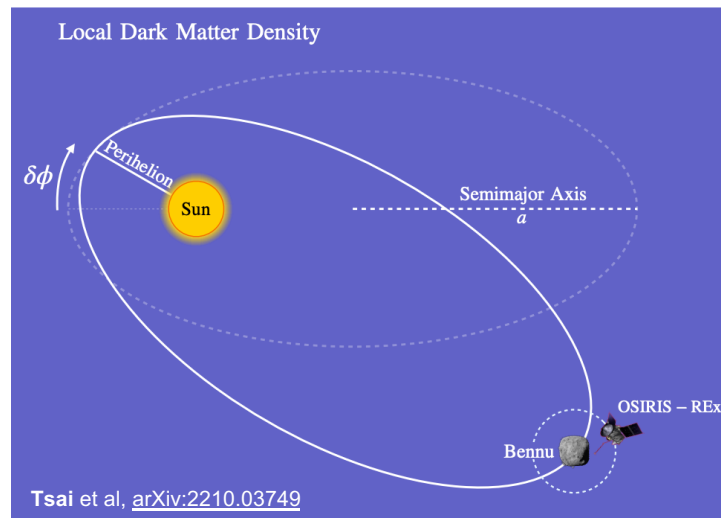 Local Dark Matter Density
δϕ
Perihelion
Sun
Semimajor Axis
a
OSIRIS – REx
Bennu
Tsai et al, arXiv:2210.03749